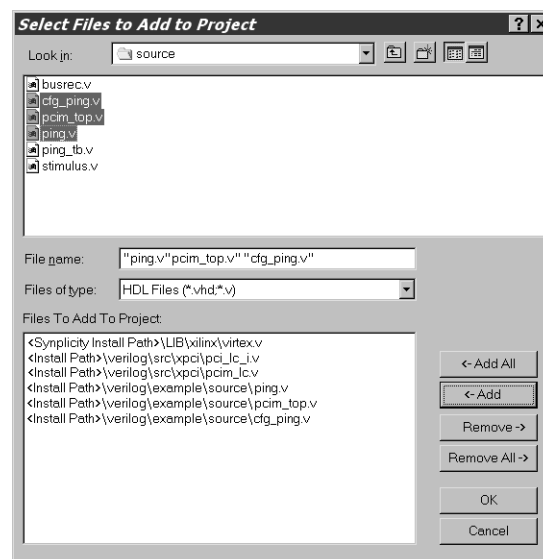 Select Files to Add to Project ? ×
Look in: source
busrec.v
cfg_ping.v
pcim_top.v
ping.v
ping_tb.v
stimulus.v
File name: "ping.v"pcim_top.v" "cfg_ping.v"
Files of type: HDL Files (*.vhd;*.v)
Files To Add To Project:
<Synplicity Install Path>\LIB\xilinx\virtex.v
<Install Path>\verilog\src\xpci\pci_lc_i.v
<Install Path>\verilog\src\xpci\pcim_lc.v
<Install Path>\verilog\example\source\ping.v
<Install Path>\verilog\example\source\pcim_top.v
<Install Path>\verilog\example\source\cfg_ping.v
<- Add All
<- Add
Remove ->
Remove All ->
OK
Cancel